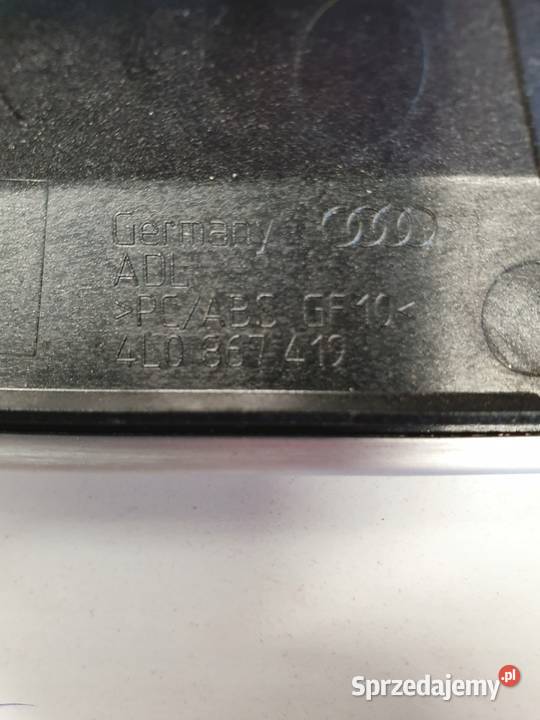 Germany
ADL
>PC/ABS GF10<
4L0 867 419
Sprzedajemy.pl